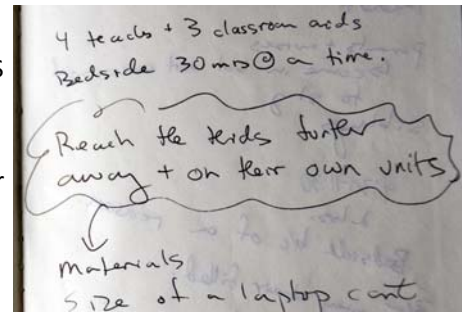 4 teachs + 3 classroom aids
Bedside 30 mins @ a time.
Reach the kids further
away + on their own units
materials
size of a laptop cart